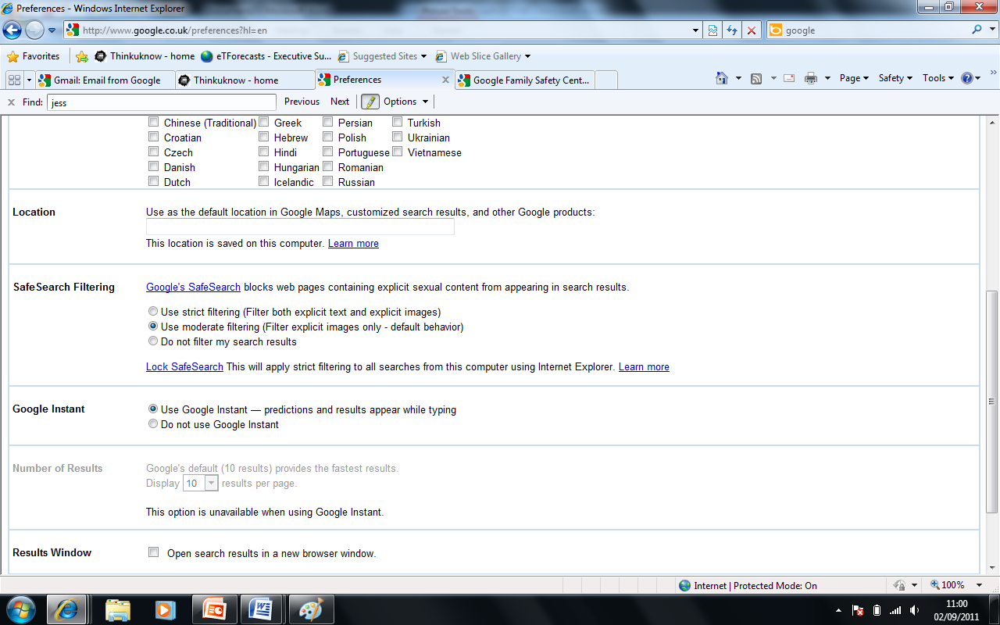 Preferences - Windows Internet Explorer
http://www.google.co.uk/preferences?hl=en
google
Favorites Thinkuknow - home eTForecasts - Executive Su... Suggested Sites Web Slice Gallery
Gmail: Email from Google Thinkuknow - home Preferences Google Family Safety Cent... Page Safety Tools
Find: jess Previous Next Options
Chinese (Traditional) Greek Persian Turkish
Croatian Hebrew Polish Ukrainian
Czech Hindi Portuguese Vietnamese
Danish Hungarian Romanian
Dutch Icelandic Russian
Location Use as the default location in Google Maps, customized search results, and other Google products:
This location is saved on this computer. Learn more
SafeSearch Filtering Google's SafeSearch blocks web pages containing explicit sexual content from appearing in search results.
Use strict filtering (Filter both explicit text and explicit images)
Use moderate filtering (Filter explicit images only - default behavior)
Do not filter my search results
Lock SafeSearch This will apply strict filtering to all searches from this computer using Internet Explorer. Learn more
Google Instant Use Google Instant — predictions and results appear while typing
Do not use Google Instant
Number of Results Google's default (10 results) provides the fastest results.
Display 10 results per page.
This option is unavailable when using Google Instant.
Results Window Open search results in a new browser window.
Internet | Protected Mode: On 100%
11:00
02/09/2011